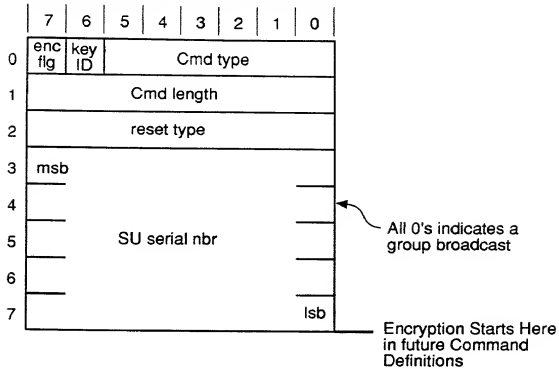 7 6 5 4 3 2 1 0
0 enc flg key ID Cmd type
1 Cmd length
2 reset type
3 msb
4
All 0's indicates a
group broadcast
5 SU serial nbr
6
7 lsb
Encryption Starts Here
in future Command
Definitions